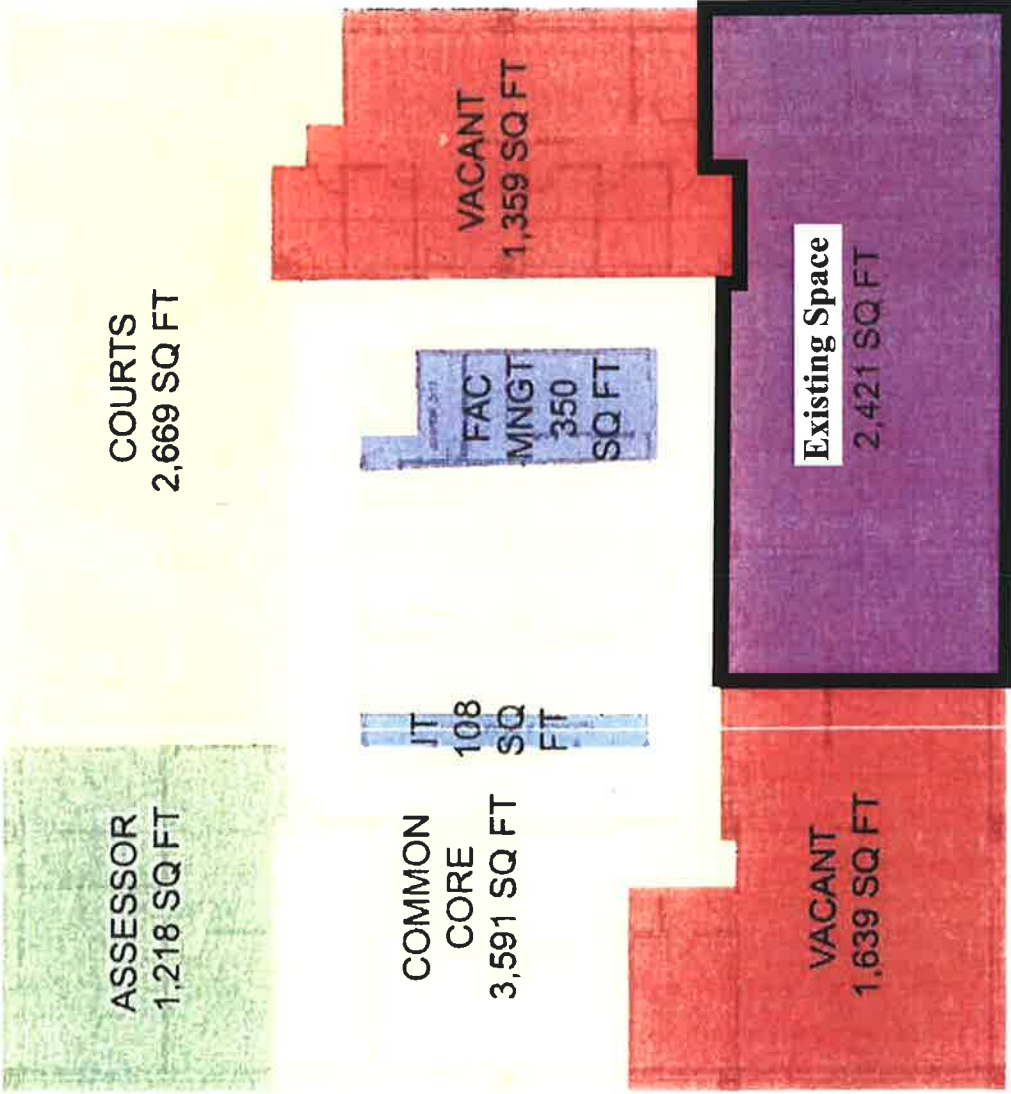 ASSESSOR
1,218 SQ FT
COURTS
2,669 SQ FT
COMMON
CORE
3,591 SQ FT
IT
108
SQ
FT
FAC
MNGT
350
SQ FT
VACANT
1,359 SQ FT
VACANT
1,639 SQ FT
Existing Space
2,421 SQ FT